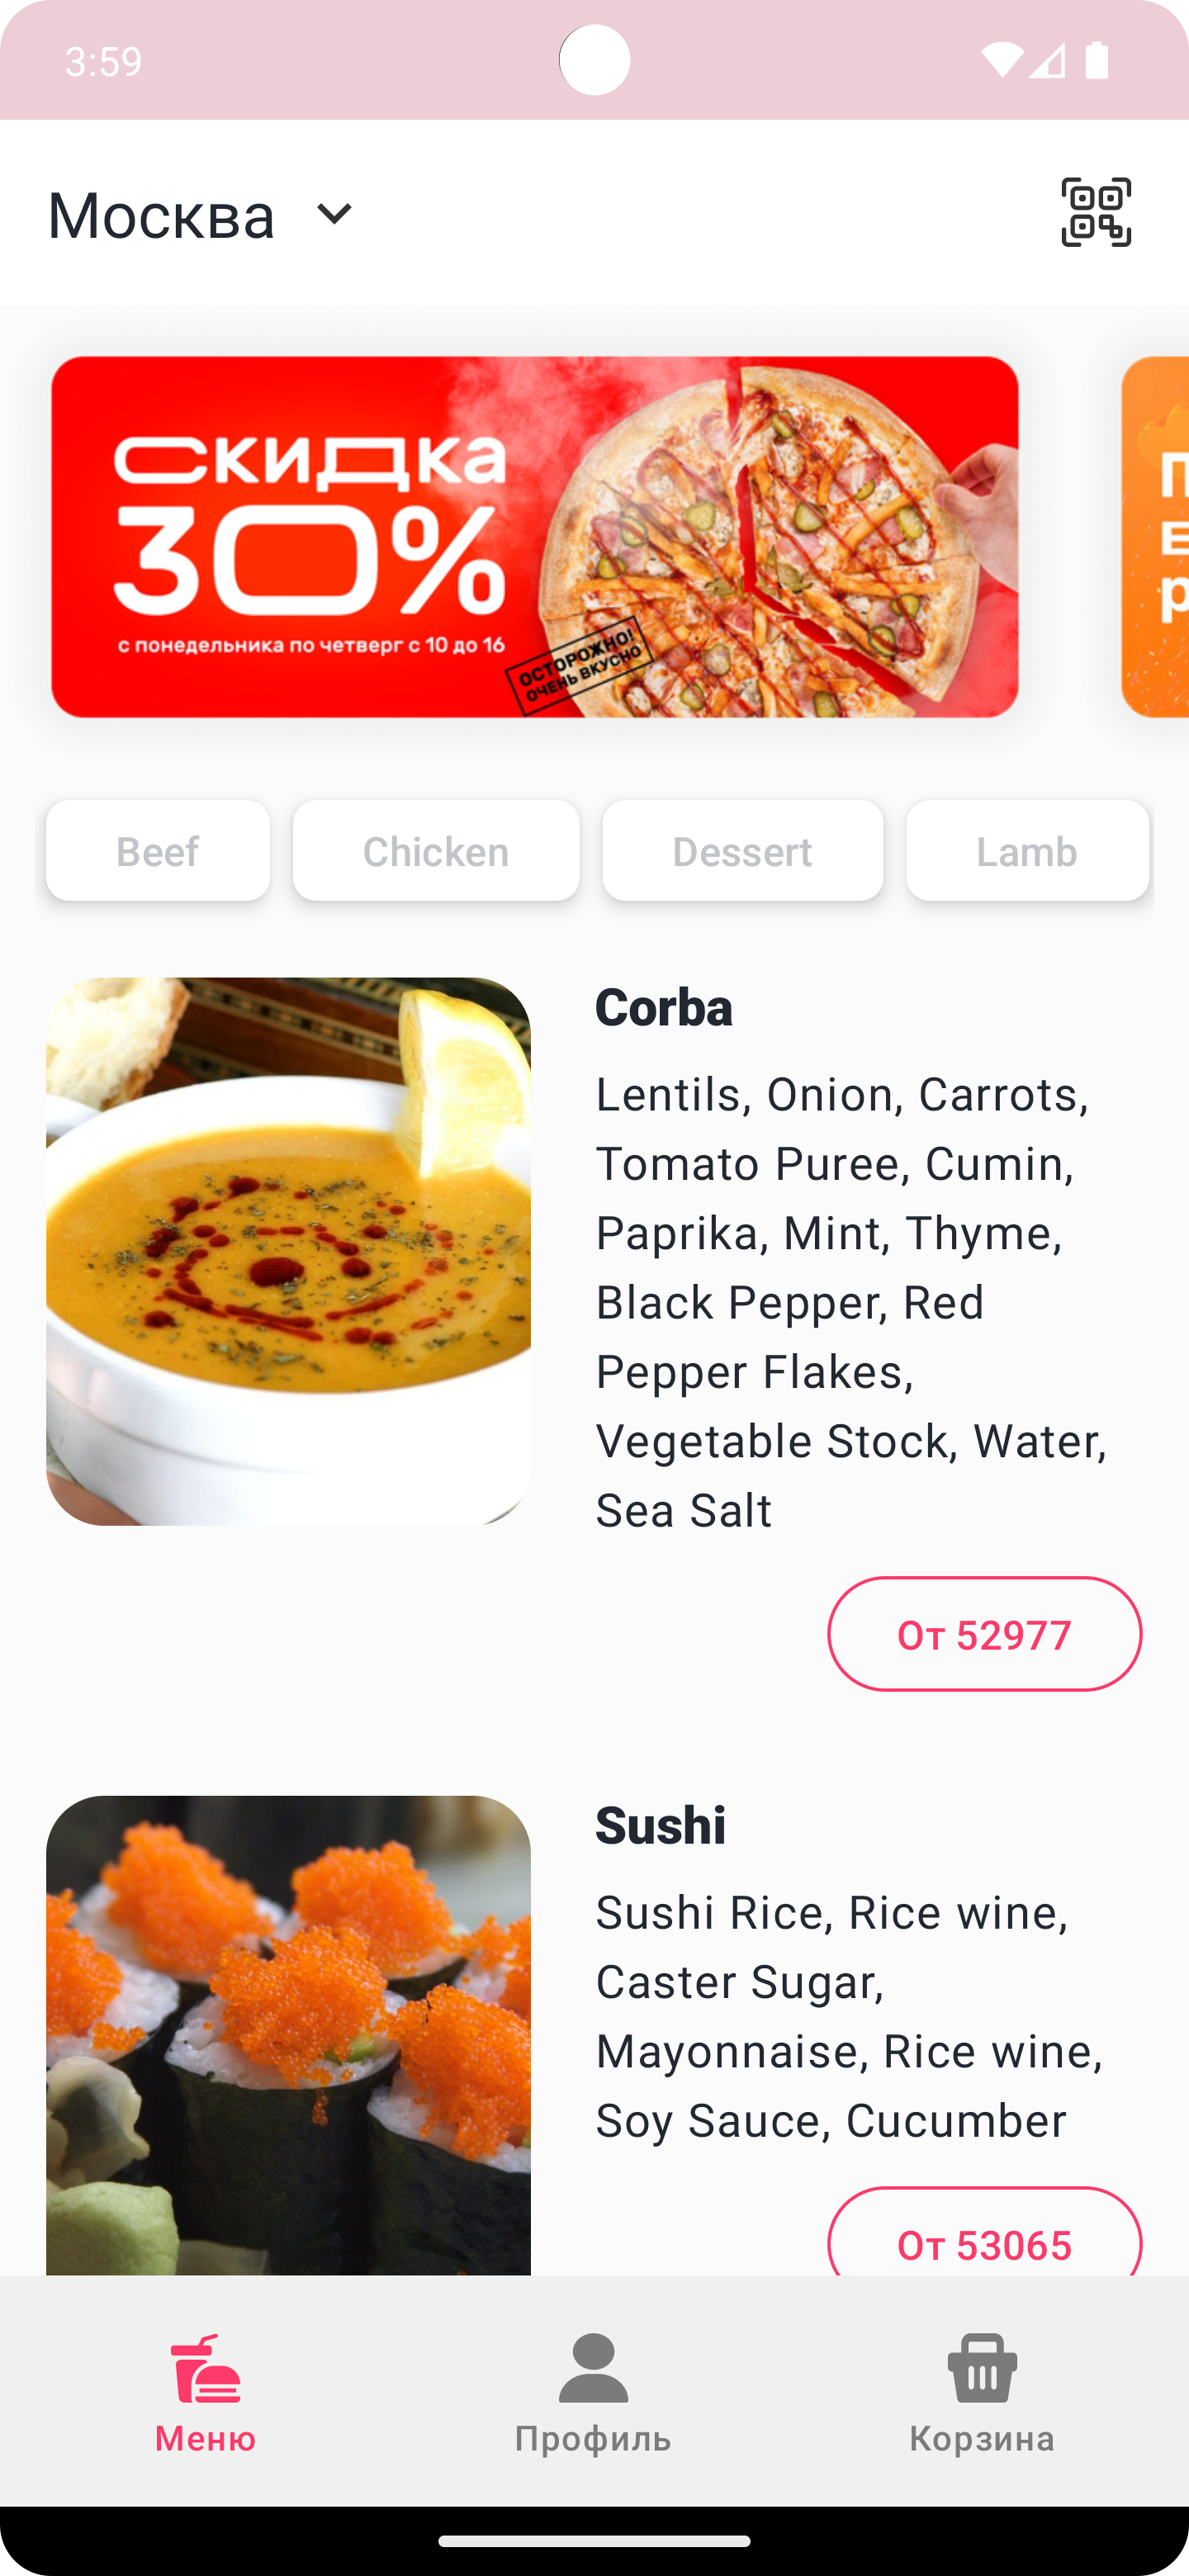 3:59
Москва
Скидка
30%
с понедельника по четверг с 10 до 16
ОСТОРОЖНО!
ОЧЕНЬ ВКУСНО
П
Е
р
Beef
Chicken
Dessert
Lamb
Corba
Lentils, Onion, Carrots,
Tomato Puree, Cumin,
Paprika, Mint, Thyme,
Black Pepper, Red
Pepper Flakes,
Vegetable Stock, Water,
Sea Salt
От 52977
Sushi
Sushi Rice, Rice wine,
Caster Sugar,
Mayonnaise, Rice wine,
Soy Sauce, Cucumber
От 53065
Меню
Профиль
Корзина